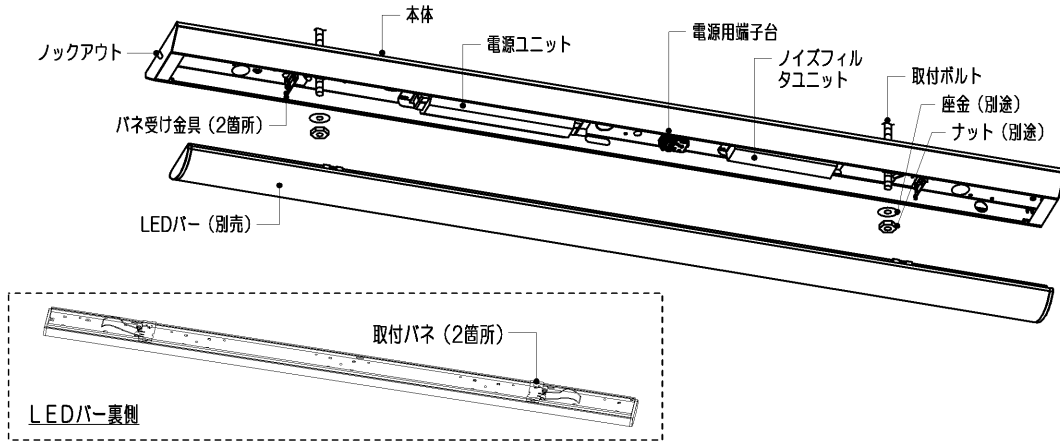 本体
ノックアウト
電源ユニット
電源用端子台
ノイズフィル
タユニット
取付ボルト
座金（別途）
ナット（別途）
バネ受け金具（2箇所）
LEDバー（別売）
取付バネ（2箇所）
LEDバー裏側